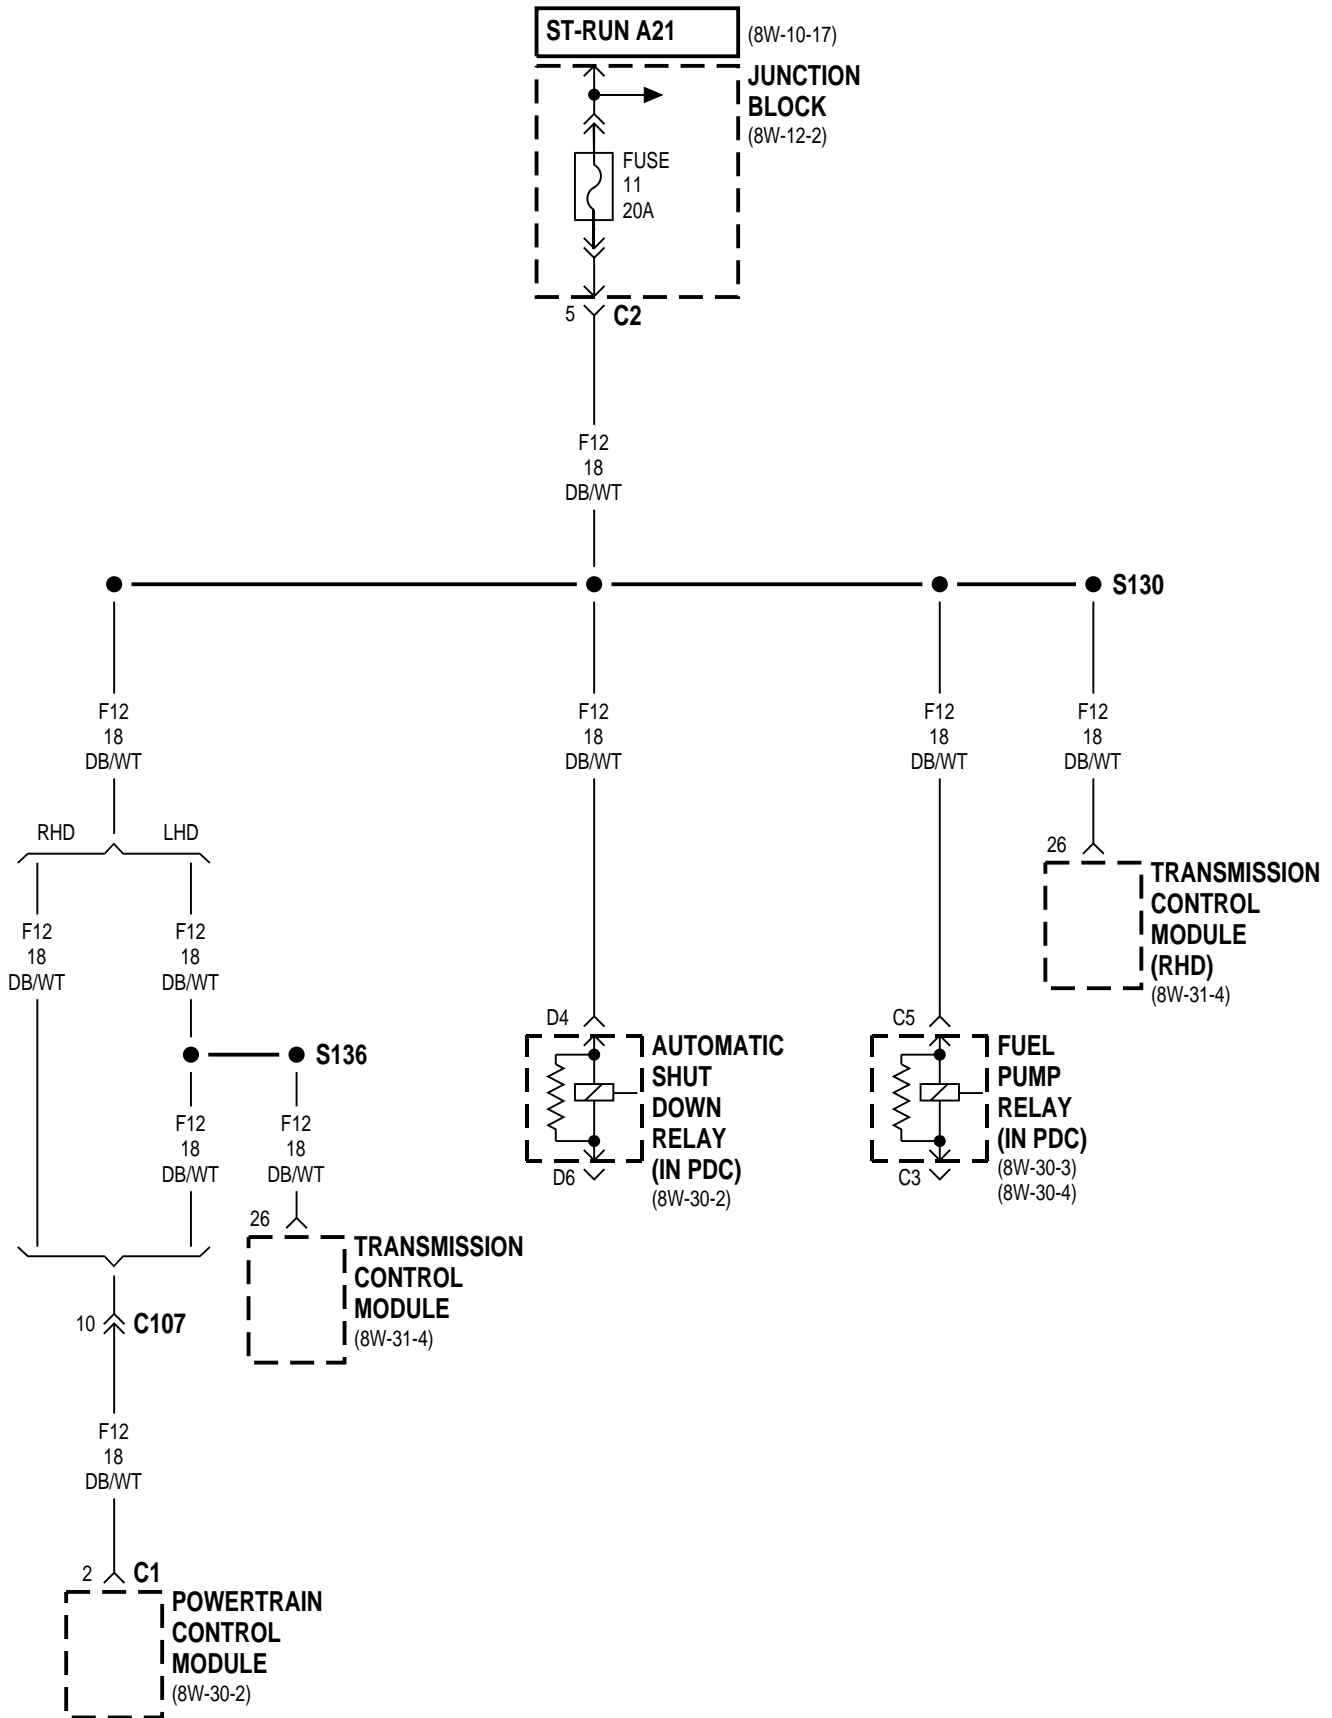 ST-RUN A21
(8W-10-17)
JUNCTION
BLOCK
(8W-12-2)
FUSE
11
20A
5
C2
F12
18
DB/WT
S130
F12
18
DB/WT
F12
18
DB/WT
F12
18
DB/WT
F12
18
DB/WT
RHD
LHD
F12
18
DB/WT
F12
18
DB/WT
26
TRANSMISSION
CONTROL
MODULE
(RHD)
(8W-31-4)
D4
AUTOMATIC
SHUT
DOWN
RELAY
(IN PDC)
(8W-30-2)
D6
C5
FUEL
PUMP
RELAY
(IN PDC)
(8W-30-3)
(8W-30-4)
C3
S136
F12
18
DB/WT
F12
18
DB/WT
26
TRANSMISSION
CONTROL
MODULE
(8W-31-4)
10
C107
F12
18
DB/WT
2
C1
POWERTRAIN
CONTROL
MODULE
(8W-30-2)